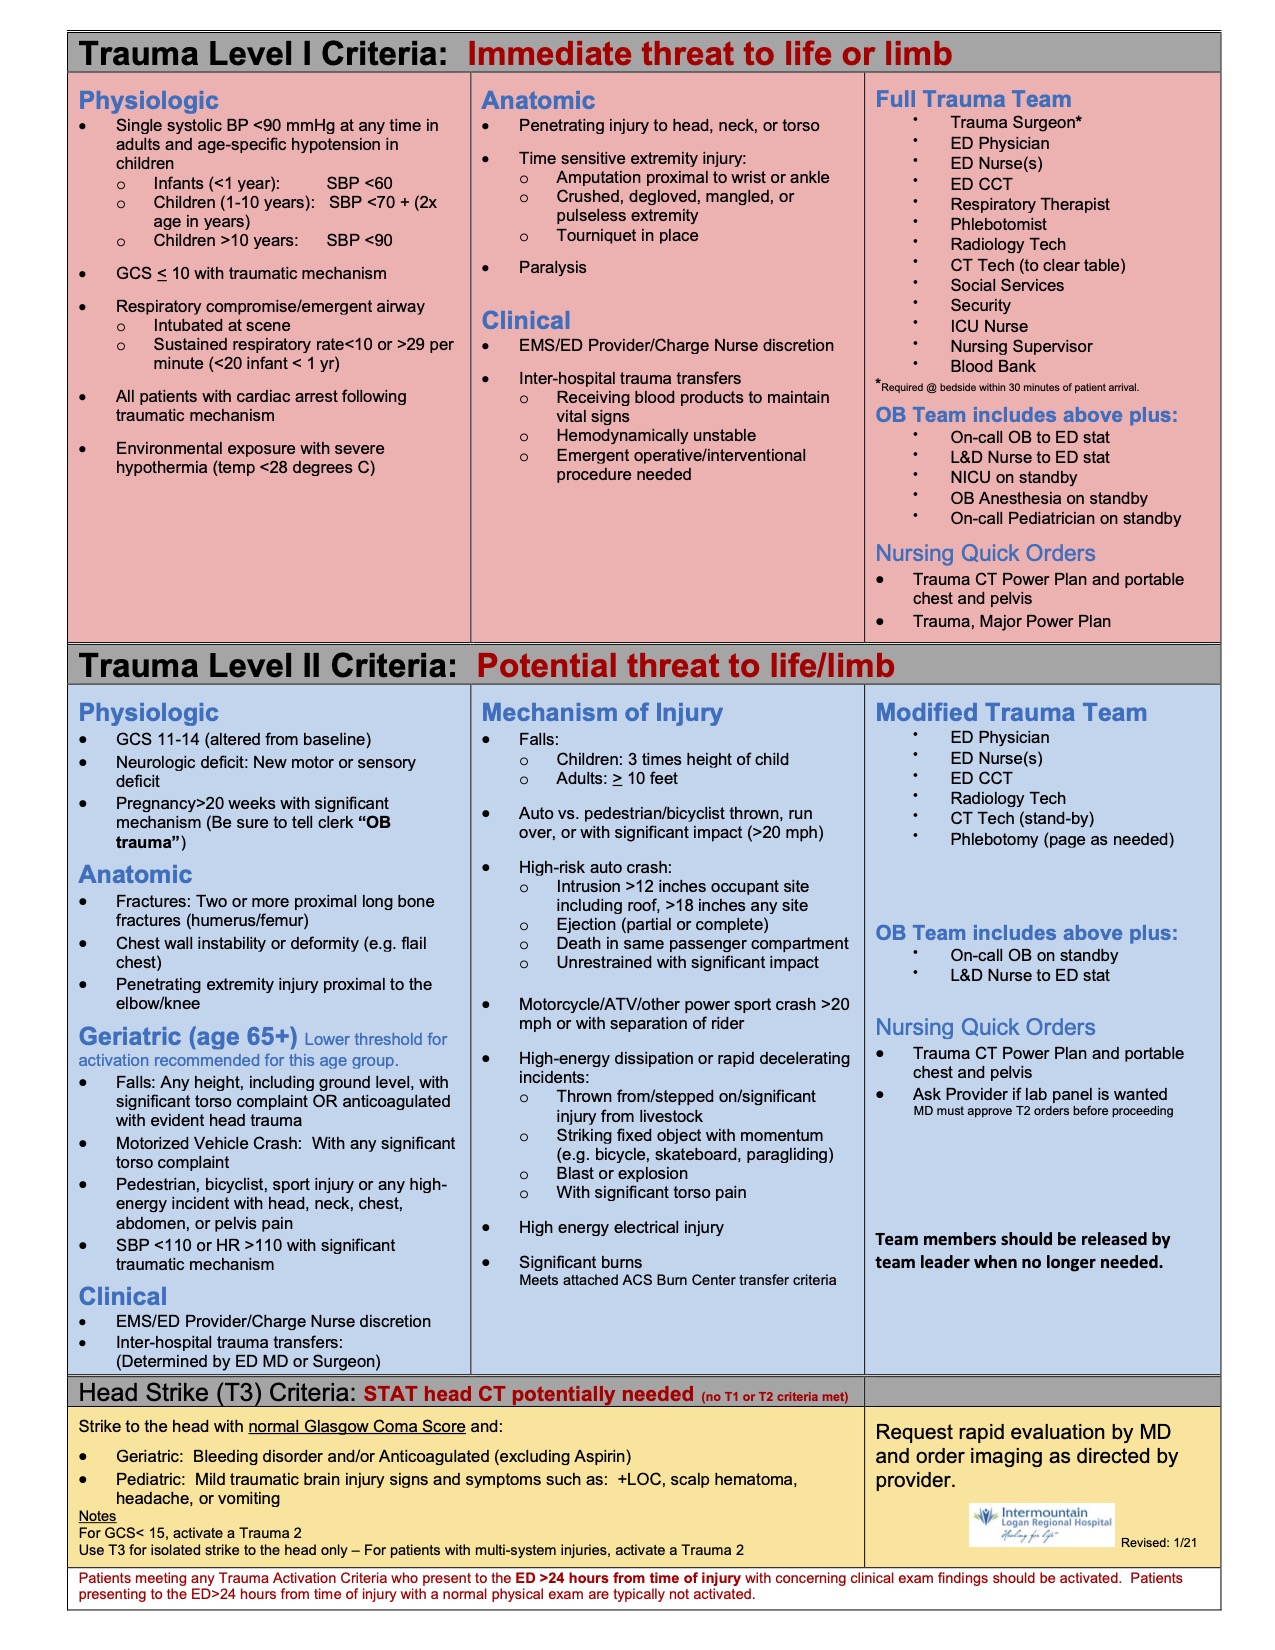 Trauma Level I Criteria: Immediate threat to life or limb
Physiologic
• Single systolic BP <90 mmHg at any time in
adults and age-specific hypotension in
children
o Infants (<1 year): SBP <60
o Children (1-10 years): SBP <70 + (2x
age in years)
o Children >10 years: SBP <90
• GCS < 10 with traumatic mechanism
• Respiratory compromise/emergent airway
o Intubated at scene
o Sustained respiratory rate<10 or >29 per
minute (<20 infant < 1 yr)
• All patients with cardiac arrest following
traumatic mechanism
• Environmental exposure with severe
hypothermia (temp <28 degrees C)
Anatomic
• Penetrating injury to head, neck, or torso
• Time sensitive extremity injury:
o Amputation proximal to wrist or ankle
o Crushed, degloved, mangled, or
pulseless extremity
o Tourniquet in place
• Paralysis
Clinical
• EMS/ED Provider/Charge Nurse discretion
• Inter-hospital trauma transfers
o Receiving blood products to maintain
vital signs
o Hemodynamically unstable
o Emergent operative/interventional
procedure needed
Full Trauma Team
• Trauma Surgeon*
• ED Physician
• ED Nurse(s)
• ED CCT
• Respiratory Therapist
• Phlebotomist
• Radiology Tech
• CT Tech (to clear table)
• Social Services
• Security
• ICU Nurse
• Nursing Supervisor
• Blood Bank
*Required @ bedside within 30 minutes of patient arrival.
OB Team includes above plus:
• On-call OB to ED stat
• L&D Nurse to ED stat
• NICU on standby
• OB Anesthesia on standby
• On-call Pediatrician on standby
Nursing Quick Orders
• Trauma CT Power Plan and portable
chest and pelvis
• Trauma, Major Power Plan
Trauma Level II Criteria: Potential threat to life/limb
Physiologic
• GCS 11-14 (altered from baseline)
• Neurologic deficit: New motor or sensory
deficit
• Pregnancy>20 weeks with significant
mechanism (Be sure to tell clerk “OB
trauma”)
Anatomic
• Fractures: Two or more proximal long bone
fractures (humerus/femur)
• Chest wall instability or deformity (e.g. flail
chest)
• Penetrating extremity injury proximal to the
elbow/knee
Geriatric (age 65+) Lower threshold for
activation recommended for this age group.
• Falls: Any height, including ground level, with
significant torso complaint OR anticoagulated
with evident head trauma
• Motorized Vehicle Crash: With any significant
torso complaint
• Pedestrian, bicyclist, sport injury or any high-
energy incident with head, neck, chest,
abdomen, or pelvis pain
• SBP <110 or HR >110 with significant
traumatic mechanism
Clinical
• EMS/ED Provider/Charge Nurse discretion
• Inter-hospital trauma transfers:
(Determined by ED MD or Surgeon)
Mechanism of Injury
• Falls:
o Children: 3 times height of child
o Adults: > 10 feet
• Auto vs. pedestrian/bicyclist thrown, run
over, or with significant impact (>20 mph)
• High-risk auto crash:
o Intrusion >12 inches occupant site
including roof, >18 inches any site
o Ejection (partial or complete)
o Death in same passenger compartment
o Unrestrained with significant impact
• Motorcycle/ATV/other power sport crash >20
mph or with separation of rider
• High-energy dissipation or rapid decelerating
incidents:
o Thrown from/stepped on/significant
injury from livestock
o Striking fixed object with momentum
(e.g. bicycle, skateboard, paragliding)
o Blast or explosion
o With significant torso pain
• High energy electrical injury
• Significant burns
Meets attached ACS Burn Center transfer criteria
Modified Trauma Team
• ED Physician
• ED Nurse(s)
• ED CCT
• Radiology Tech
• CT Tech (stand-by)
• Phlebotomy (page as needed)
OB Team includes above plus:
• On-call OB on standby
• L&D Nurse to ED stat
Nursing Quick Orders
• Trauma CT Power Plan and portable
chest and pelvis
• Ask Provider if lab panel is wanted
MD must approve T2 orders before proceeding
Team members should be released by
team leader when no longer needed.
Head Strike (T3) Criteria: STAT head CT potentially needed (no T1 or T2 criteria met)
Strike to the head with normal Glasgow Coma Score and:
• Geriatric: Bleeding disorder and/or Anticoagulated (excluding Aspirin)
• Pediatric: Mild traumatic brain injury signs and symptoms such as: +LOC, scalp hematoma,
headache, or vomiting
Notes
For GCS< 15, activate a Trauma 2
Use T3 for isolated strike to the head only – For patients with multi-system injuries, activate a Trauma 2
Request rapid evaluation by MD
and order imaging as directed by
provider.
Intermountain
Logan Regional Hospital
Healing for life™
Revised: 1/21
Patients meeting any Trauma Activation Criteria who present to the ED >24 hours from time of injury with concerning clinical exam findings should be activated. Patients
presenting to the ED>24 hours from time of injury with a normal physical exam are typically not activated.